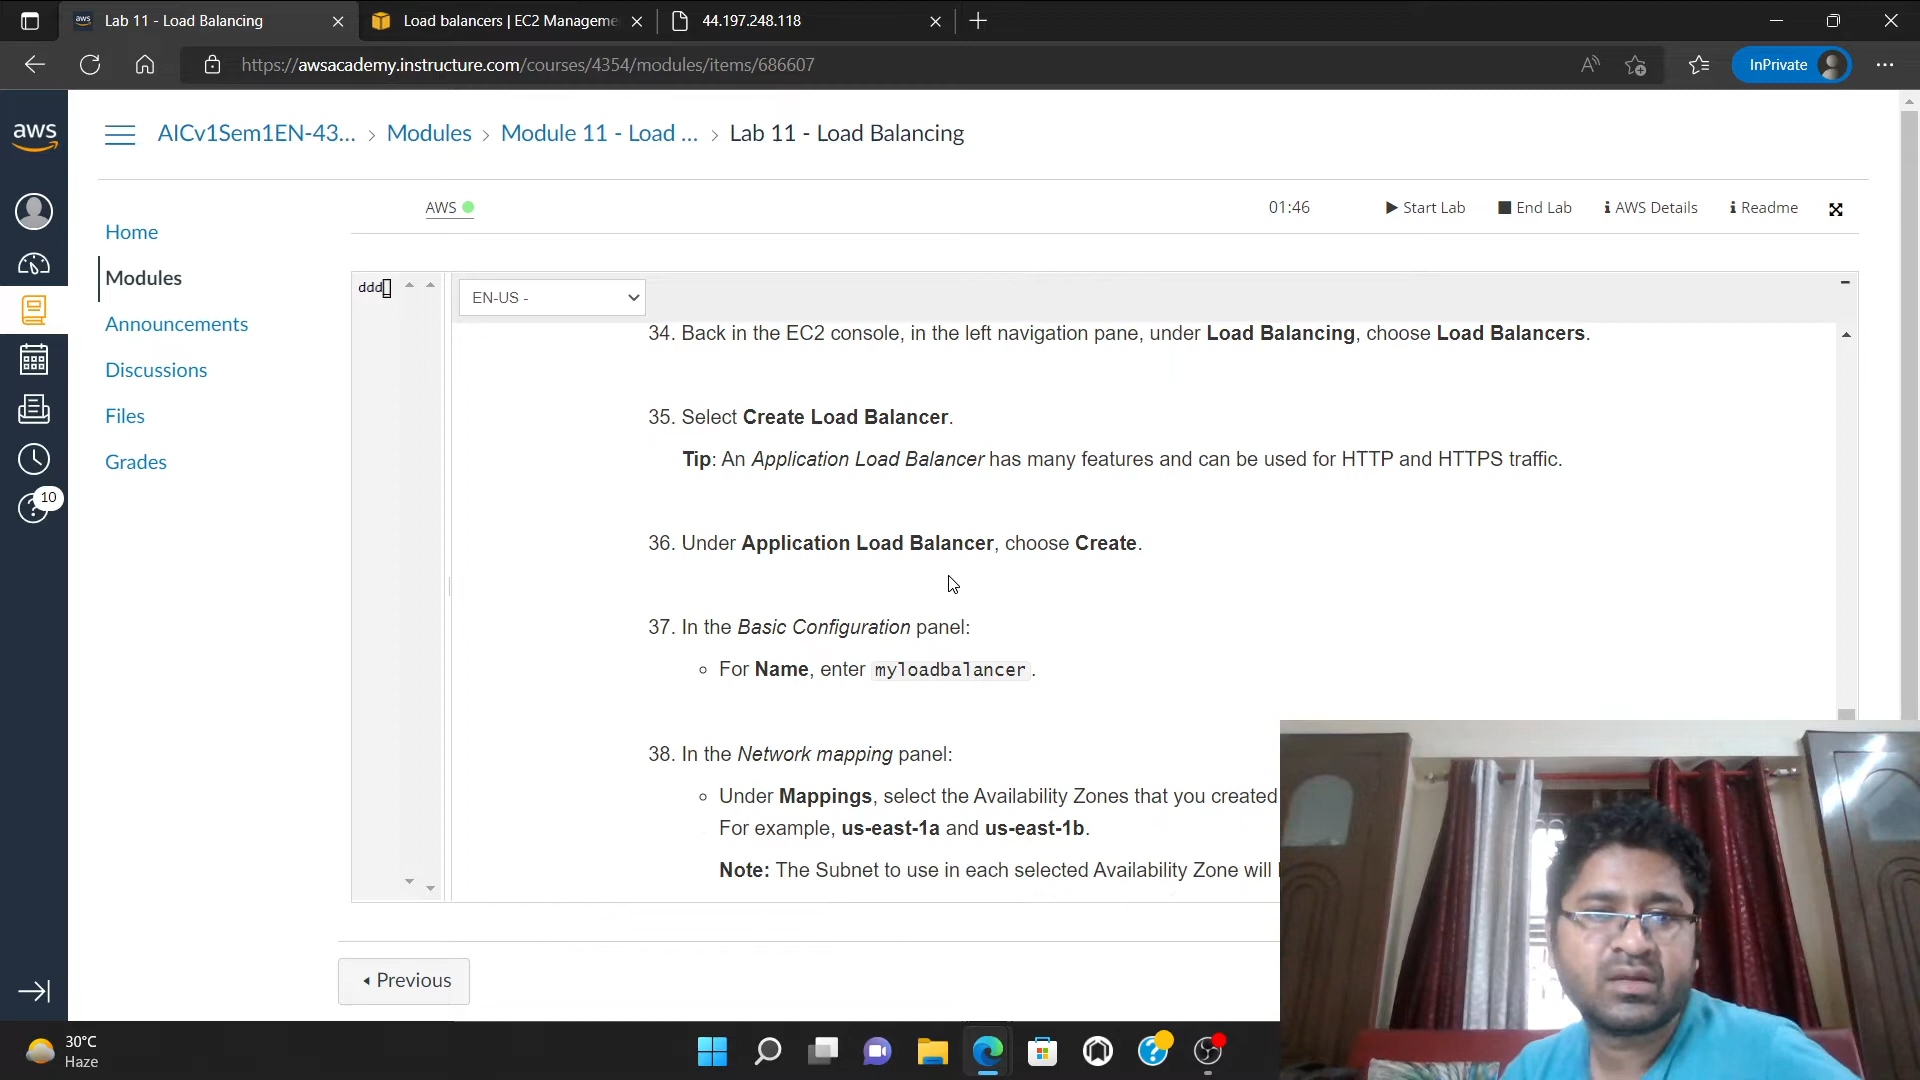 Lab 11 - Load Balancing
Load balancers | EC2 Manageme
44.197.248.118
https://awsacademy.instructure.com/courses/4354/modules/items/686607
InPrivate
aws
AICv1Sem1EN-43... > Modules > Module 11 - Load ... > Lab 11 - Load Balancing
AWS
01:46
Start Lab
End Lab
AWS Details
Readme
Home
Modules
Announcements
Discussions
Files
Grades
10
ddd
EN-US -
34. Back in the EC2 console, in the left navigation pane, under Load Balancing, choose Load Balancers.
35. Select Create Load Balancer.
Tip: An Application Load Balancer has many features and can be used for HTTP and HTTPS traffic.
36. Under Application Load Balancer, choose Create.
37. In the Basic Configuration panel:
For Name, enter myloadbalancer.
38. In the Network mapping panel:
Under Mappings, select the Availability Zones that you created
For example, us-east-1a and us-east-1b.
Note: The Subnet to use in each selected Availability Zone will
Previous
30°C
Haze